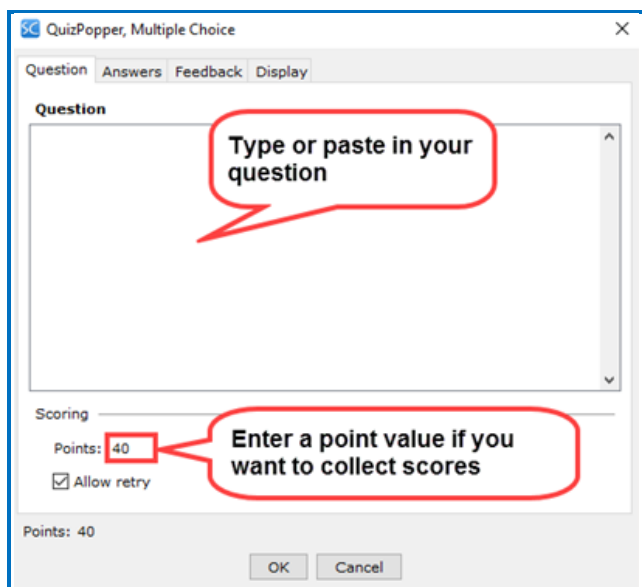 SC QuizPopper, Multiple Choice
Question Answers Feedback Display
Question
Type or paste in your
question
Scoring
Points: 40
Enter a point value if you
want to collect scores
Allow retry
Points: 40
OK Cancel